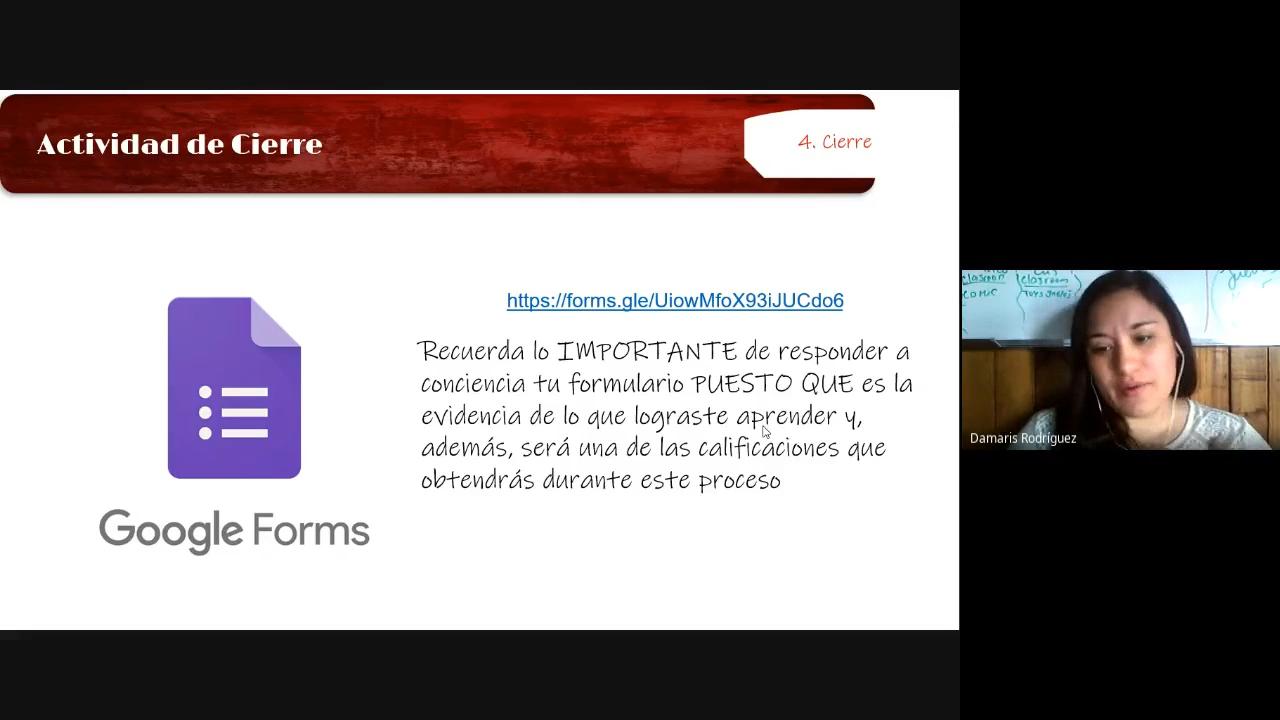 Actividad de Cierre
4. Cierre
https://forms.gle/UiowMfoX93iJUCdo6
Recuerda lo IMPORTANTE de responder a
conciencia tu formulario PUESTO QUE es la
evidencia de lo que lograste aprender y,
además, será una de las calificaciones que
obtendrás durante este proceso
Google Forms
Damaris Rodríguez